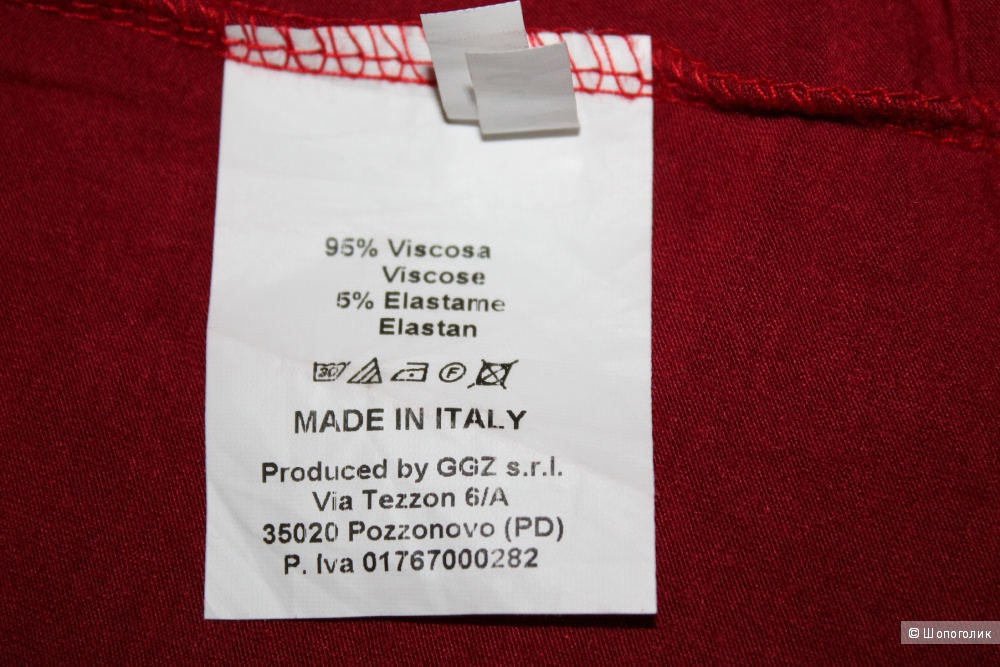 95% Viscosa
Viscose
5% Elastame
Elastan
30 F
MADE IN ITALY
Produced by GGZ s.r.l.
Via Tezzon 6/A
35020 Pozzonovo (PD)
P. Iva 01767000282
© Шопоголик